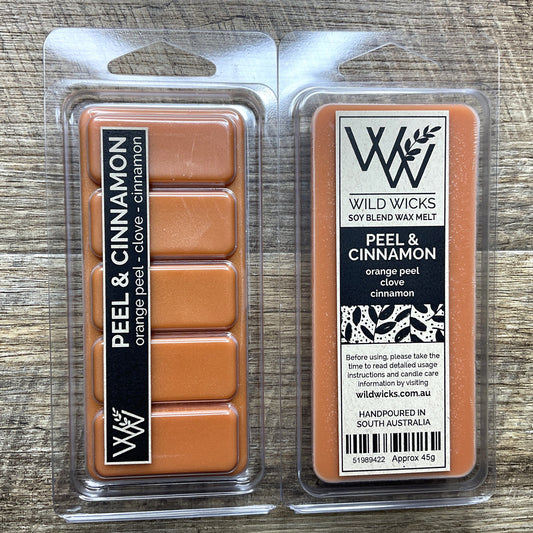 PEEL & CINNAMON
orange peel - clove - cinnamon
WW
WW
WILD WICKS
SOY BLEND WAX MELT
PEEL &
CINNAMON
orange peel
clove
cinnamon
Before using, please take the
time to read detailed usage
instructions and candle care
information by visiting
wildwicks.com.au
HANDPOURED IN
SOUTH AUSTRALIA
51989422 Approx 45g